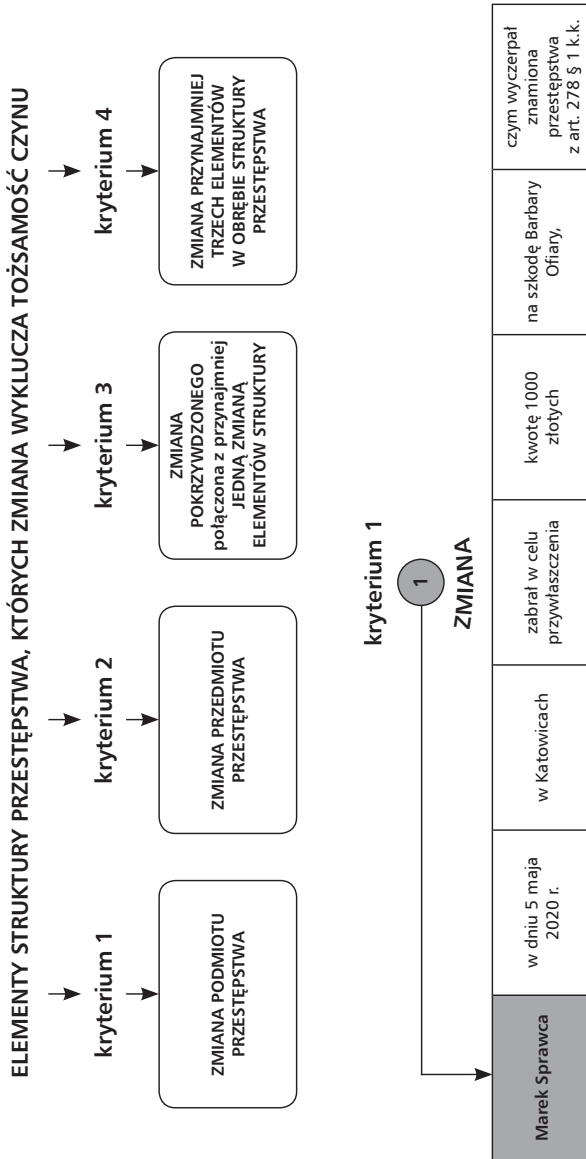 ELEMENTY STRUKTURY PRZESTĘPSTWA, KTÓRYCH ZMIANA WYKLUCZA TOŻSAMOŚĆ CZYNU
kryterium 1
ZMIANA PODMIOTU
PRZESTĘPSTWA
kryterium 2
ZMIANA PRZEDMIOTU
PRZESTĘPSTWA
kryterium 3
ZMIANA
POKRZYWDZONEGO
połączona z przynajmniej
JEDNĄ ZMIANĄ
ELEMENTÓW STRUKTURY
kryterium 4
ZMIANA PRZYNAJMNIEJ
TRZECH ELEMENTÓW
W OBRĘBIE STRUKTURY
PRZESTĘPSTWA
kryterium 1
1
ZMIANA
Marek Sprawca
w dniu 5 maja
2020 r.
w Katowicach
zabrał w celu
przywłaszczenia
kwotę 1000
złotych
na szkodę Barbary
Ofiary,
czym wyczerpał
znamiona
przestępstwa
z art. 278 § 1 k.k.